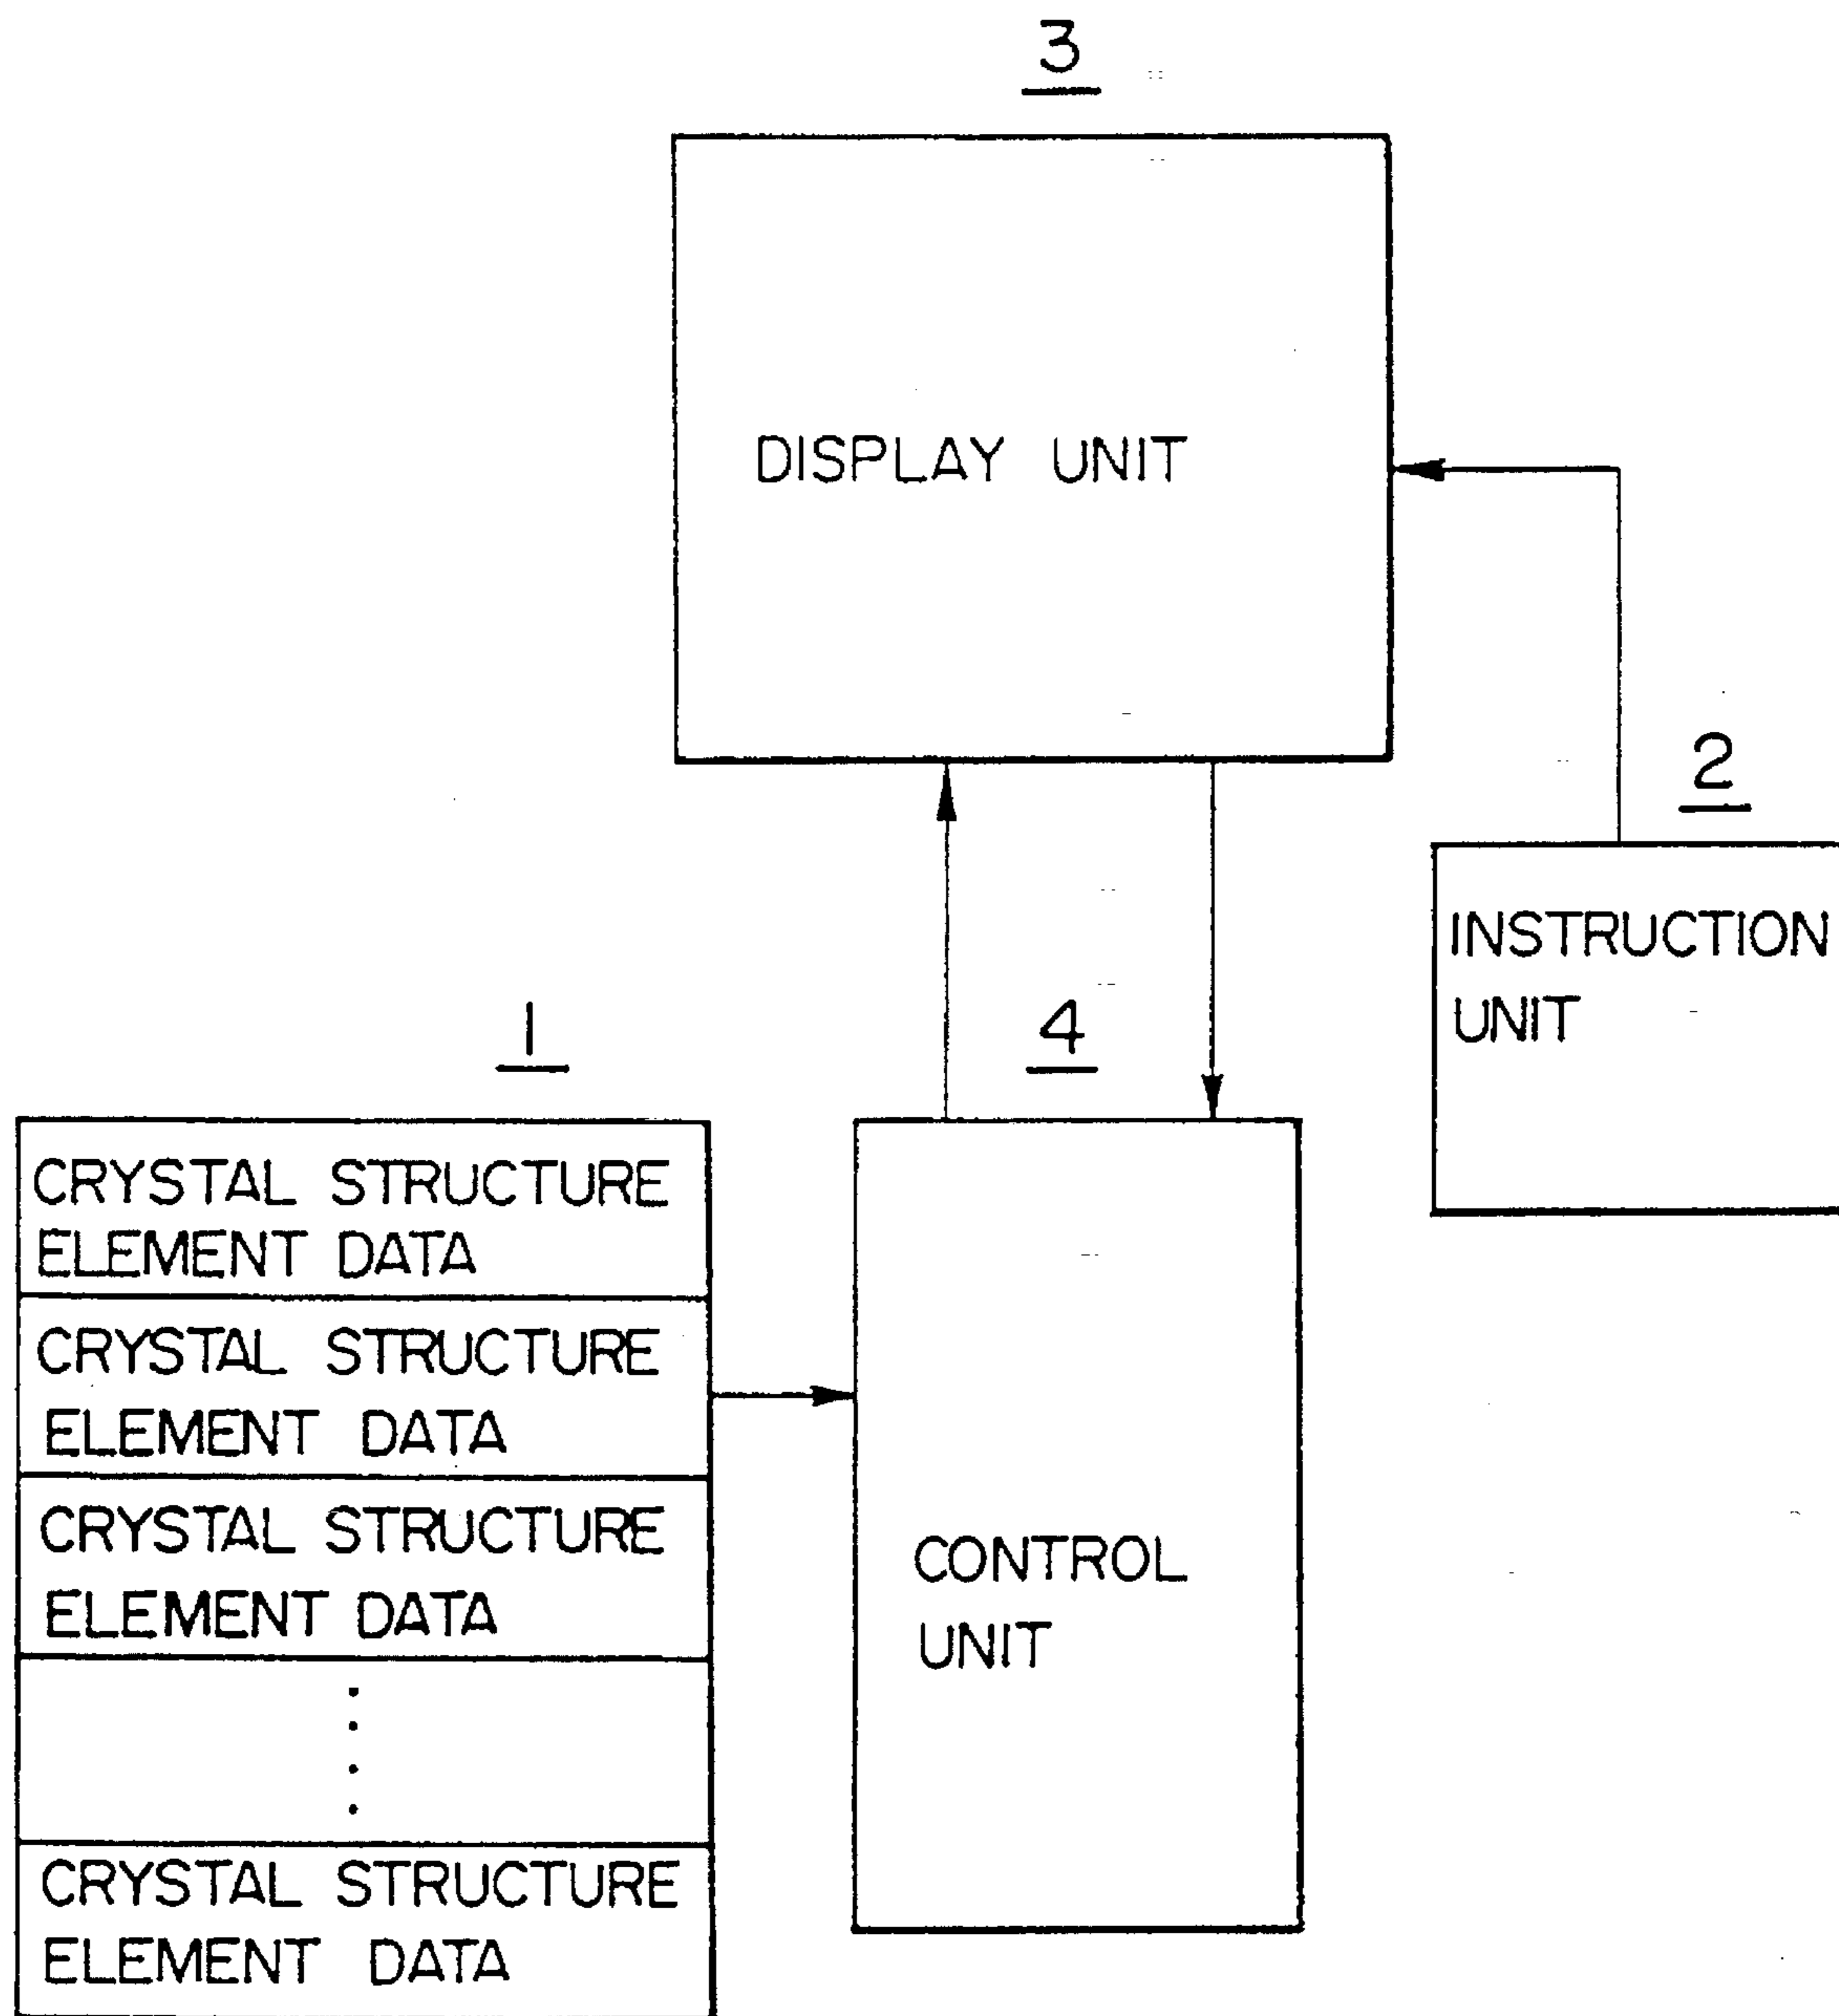 3
DISPLAY UNIT
2
INSTRUCTION
UNIT
1
CRYSTAL STRUCTURE
ELEMENT DATA
CRYSTAL STRUCTURE
ELEMENT DATA
CRYSTAL STRUCTURE
ELEMENT DATA
CRYSTAL STRUCTURE
ELEMENT DATA
4
CONTROL
UNIT